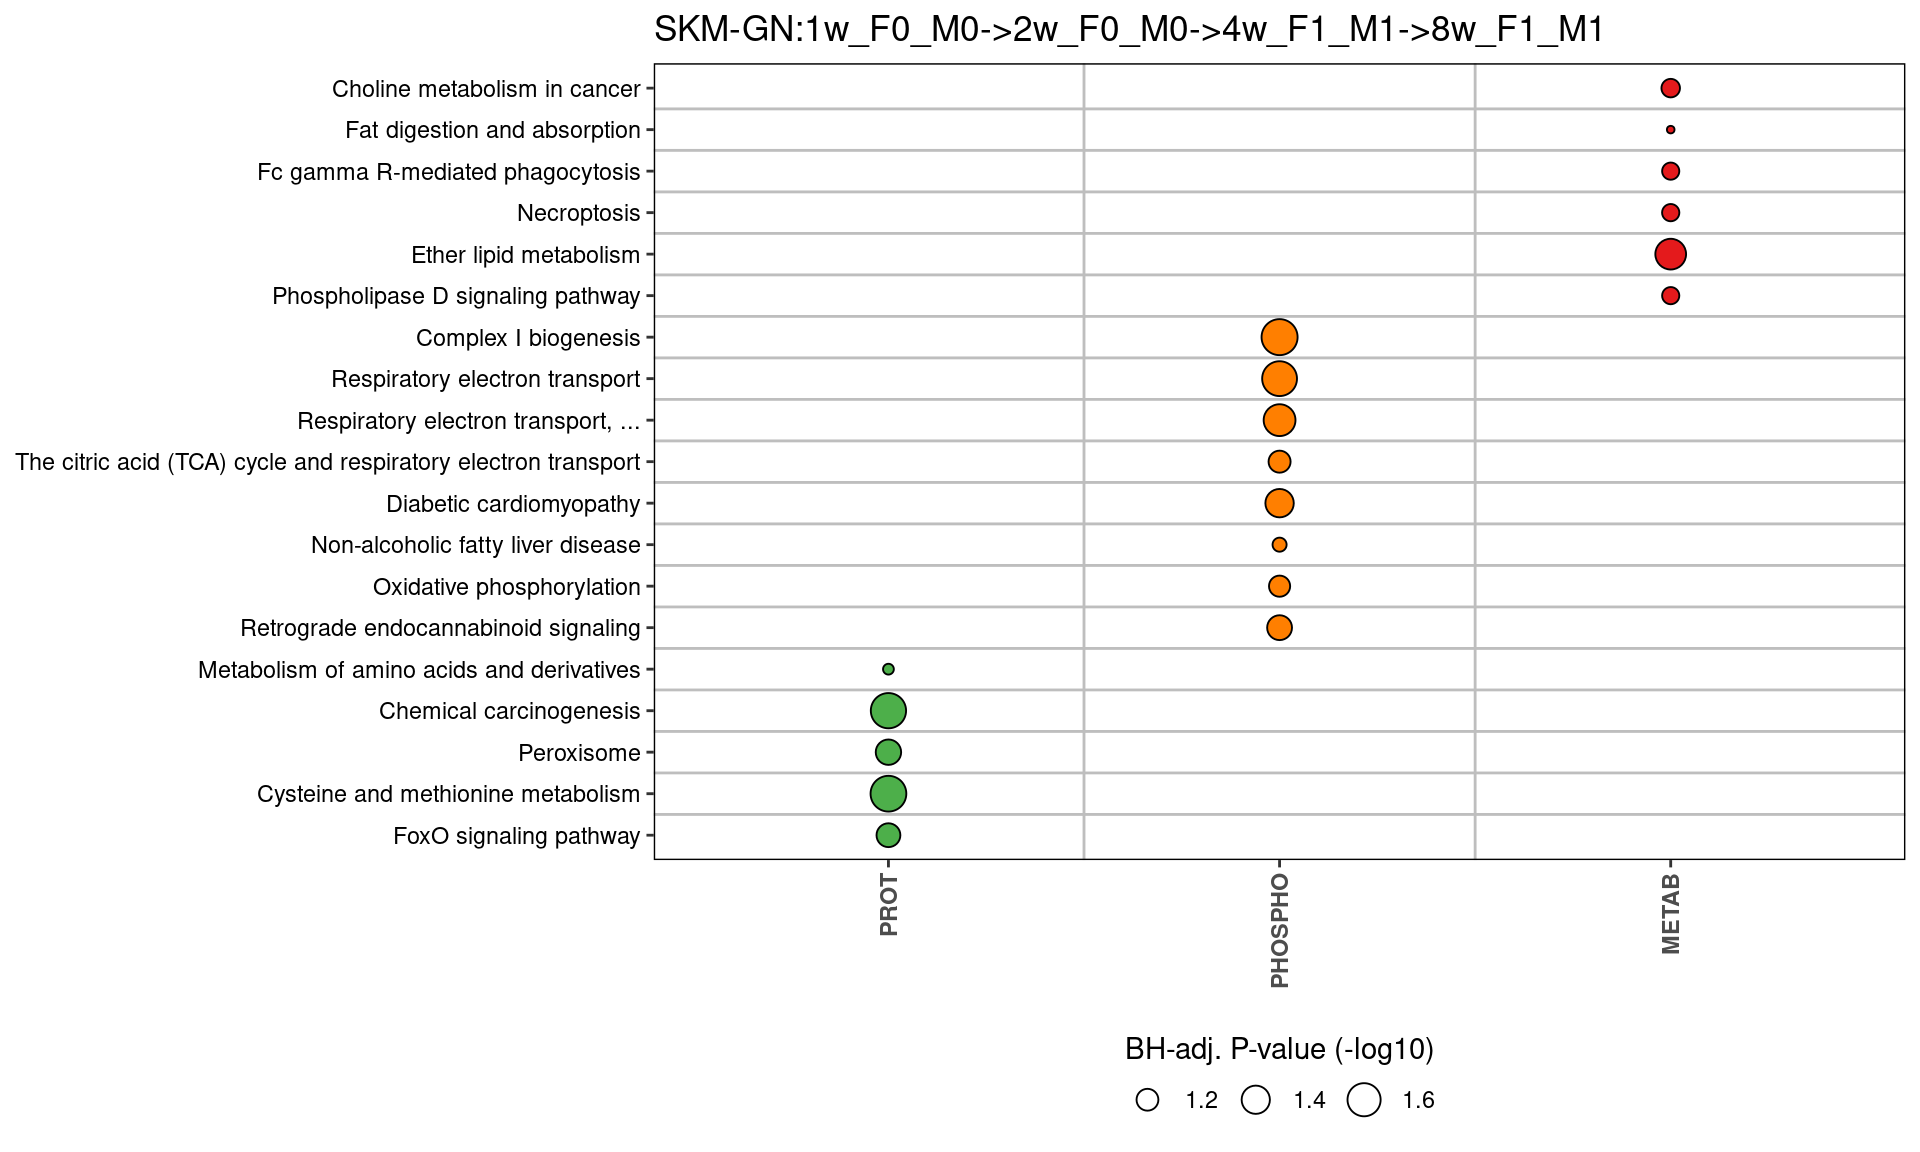 SKM-GN:1w_F0_M0->2w_F0_M0->4w_F1_M1->8w_F1_M1
Choline metabolism in cancer
Fat digestion and absorption
Fc gamma R-mediated phagocytosis
Necroptosis
Ether lipid metabolism
Phospholipase D signaling pathway
Complex I biogenesis
Respiratory electron transport
Respiratory electron transport, ...
The citric acid (TCA) cycle and respiratory electron transport
Diabetic cardiomyopathy
Non-alcoholic fatty liver disease
Oxidative phosphorylation
Retrograde endocannabinoid signaling
Metabolism of amino acids and derivatives
Chemical carcinogenesis
Peroxisome
Cysteine and methionine metabolism
FoxO signaling pathway
PROT
PHOSPHO
METAB
BH-adj. P-value (-log10)
1.2 1.4 1.6